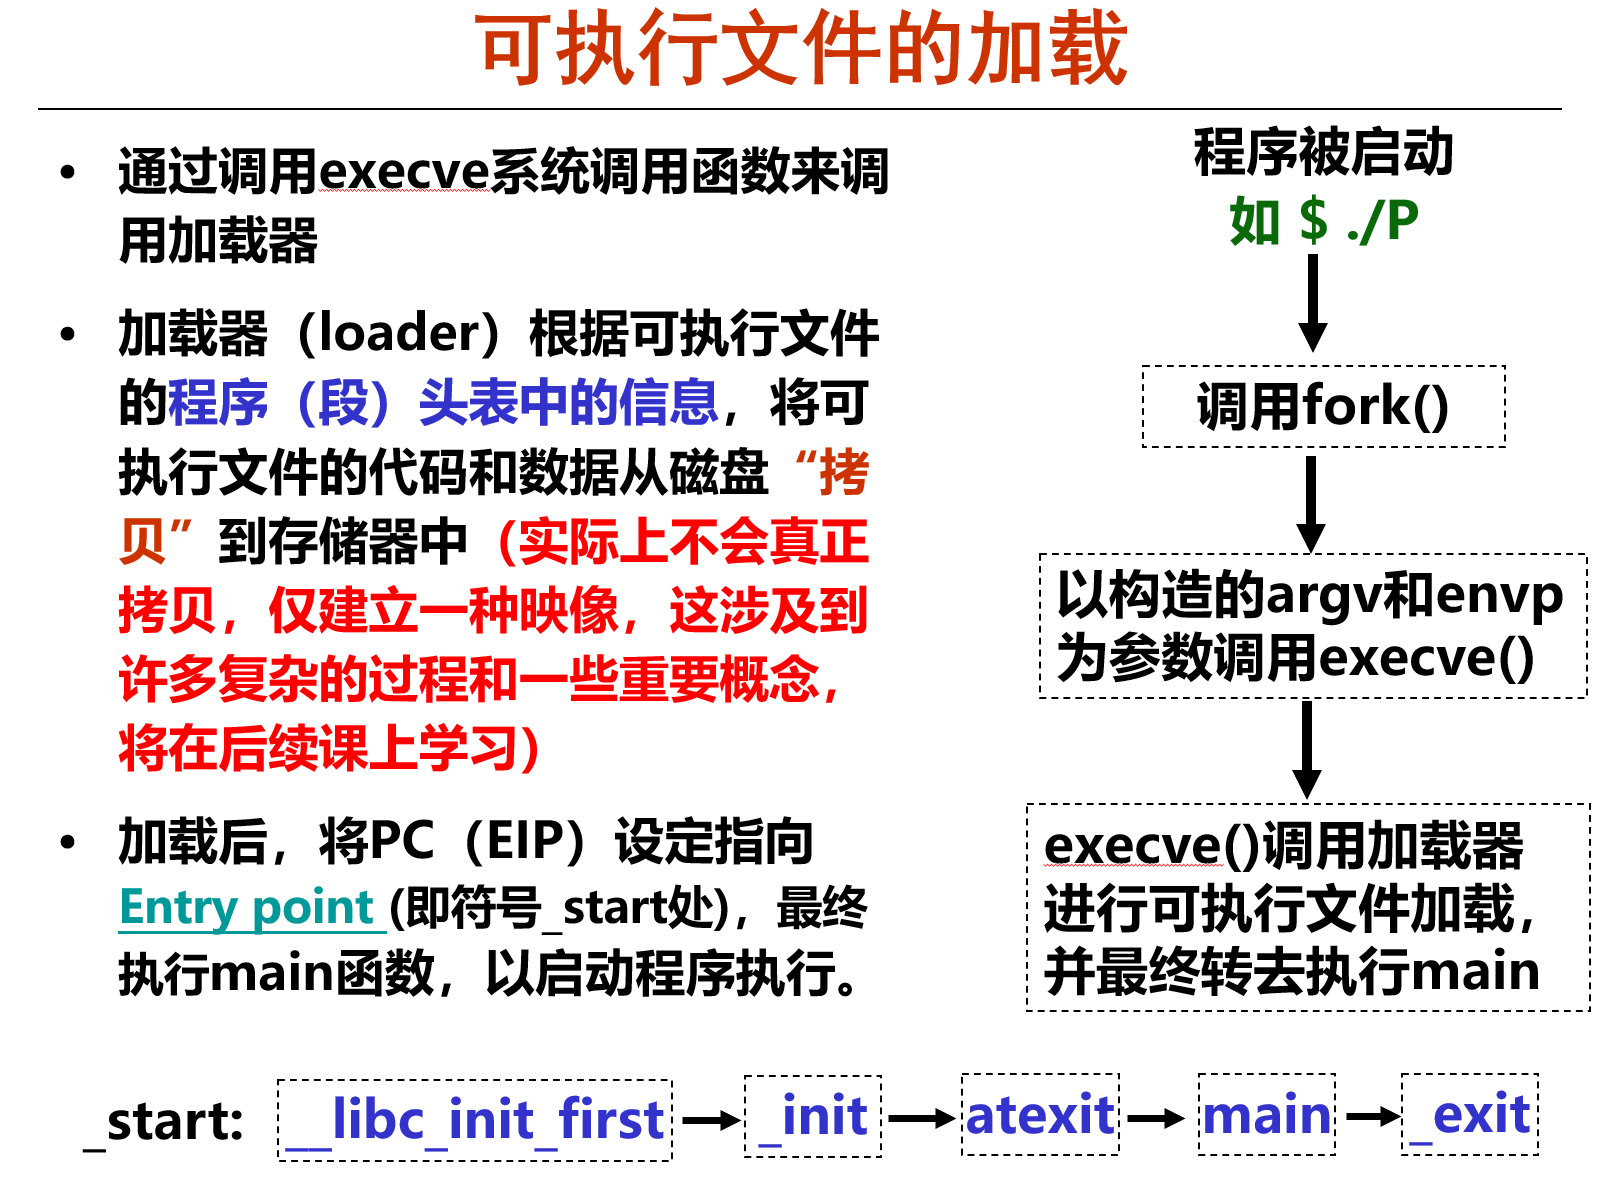 可执行文件的加载
• 通过调用execve系统调用函数来调
用加载器
• 加载器（loader）根据可执行文件
的程序（段）头表中的信息，将可
执行文件的代码和数据从磁盘“拷
贝”到存储器中（实际上不会真正
拷贝，仅建立一种映像，这涉及到
许多复杂的过程和一些重要概念，
将在后续课上学习）
• 加载后，将PC（EIP）设定指向
Entry point (即符号_start处)，最终
执行main函数，以启动程序执行。
程序被启动
如 $ ./P
调用fork()
以构造的argv和envp
为参数调用execve()
execve()调用加载器
进行可执行文件加载，
并最终转去执行main
_start: __libc_init_first _init atexit main _exit